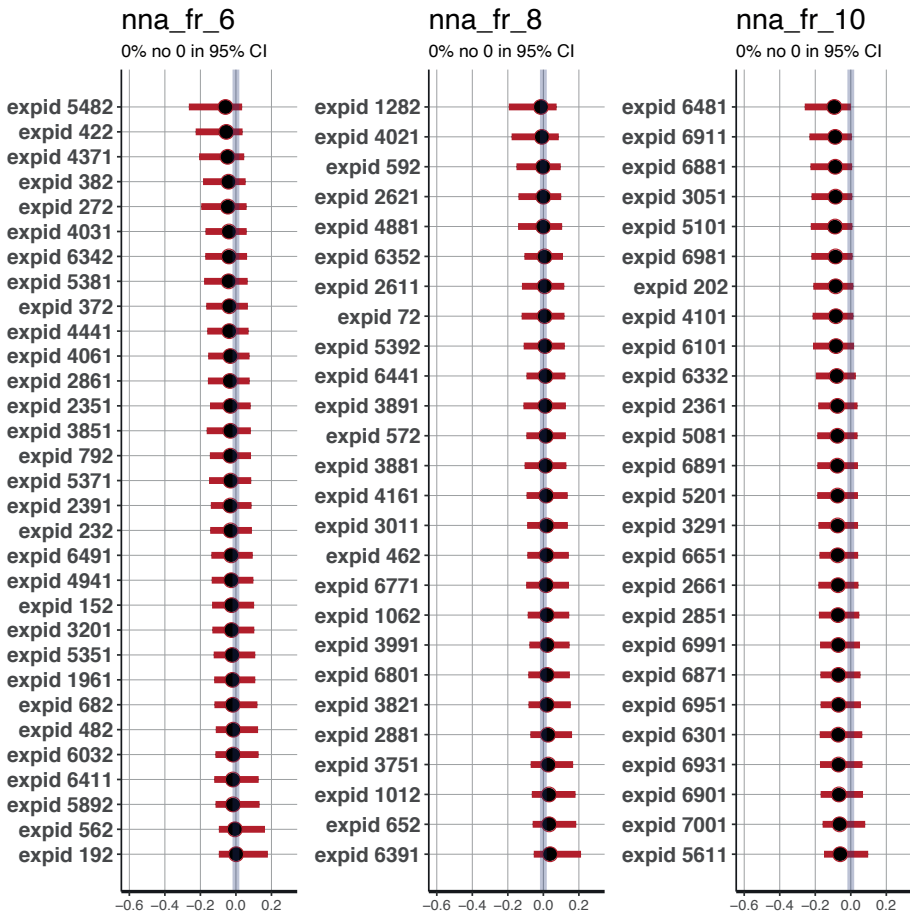 nna_fr_6
0% no 0 in 95% CI
expid 5482
expid 422
expid 4371
expid 382
expid 272
expid 4031
expid 6342
expid 5381
expid 372
expid 4441
expid 4061
expid 2861
expid 2351
expid 3851
expid 792
expid 5371
expid 2391
expid 232
expid 6491
expid 4941
expid 152
expid 3201
expid 5351
expid 1961
expid 682
expid 482
expid 6032
expid 6411
expid 5892
expid 562
expid 192
−0.6 −0.4 −0.2 0.0 0.2
nna_fr_8
0% no 0 in 95% CI
expid 1282
expid 4021
expid 592
expid 2621
expid 4881
expid 6352
expid 2611
expid 72
expid 5392
expid 6441
expid 3891
expid 572
expid 3881
expid 4161
expid 3011
expid 462
expid 6771
expid 1062
expid 3991
expid 6801
expid 3821
expid 2881
expid 3751
expid 1012
expid 652
expid 6391
−0.6 −0.4 −0.2 0.0 0.2
nna_fr_10
0% no 0 in 95% CI
expid 6481
expid 6911
expid 6881
expid 3051
expid 5101
expid 6981
expid 202
expid 4101
expid 6101
expid 6332
expid 2361
expid 5081
expid 6891
expid 5201
expid 3291
expid 6651
expid 2661
expid 2851
expid 6991
expid 6871
expid 6951
expid 6301
expid 6931
expid 6901
expid 7001
expid 5611
−0.6 −0.4 −0.2 0.0 0.2